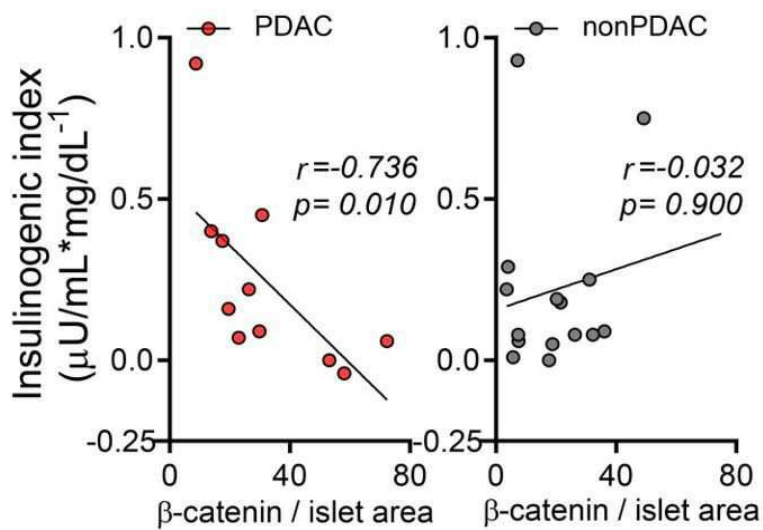 PDAC
nonPDAC
Insulinogenic index
(μU/mL*mg/dL⁻¹)
1.0
0.5
0.0
-0.25
r=-0.736
p= 0.010
0
40
80
β-catenin / islet area
1.0
0.5
0.0
-0.25
r=-0.032
p= 0.900
0
40
80
β-catenin / islet area